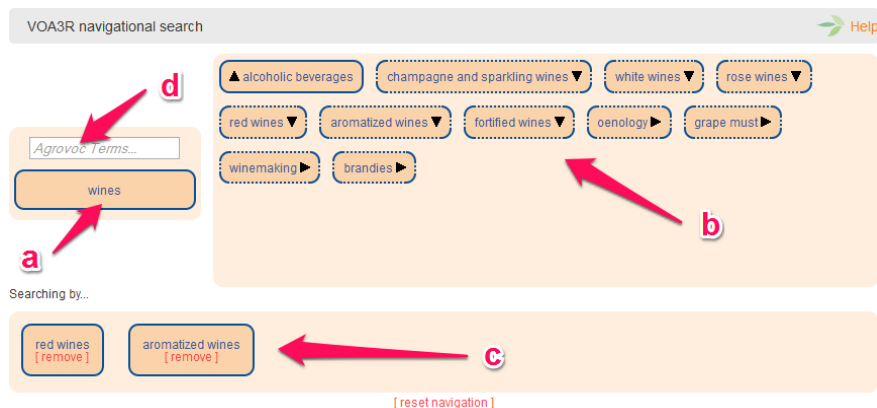 VOA3R navigational search
Help
d
▲ alcoholic beverages champagne and sparkling wines ▼ white wines ▼ rose wines ▼
red wines ▼ aromatized wines ▼ fortified wines ▼ oenology ▶ grape must ▶
winemaking ▶ brandies ▶
Agrovoc Terms...
wines
a
b
Searching by...
red wines
[ remove ]
aromatized wines
[ remove ]
c
[ reset navigation ]